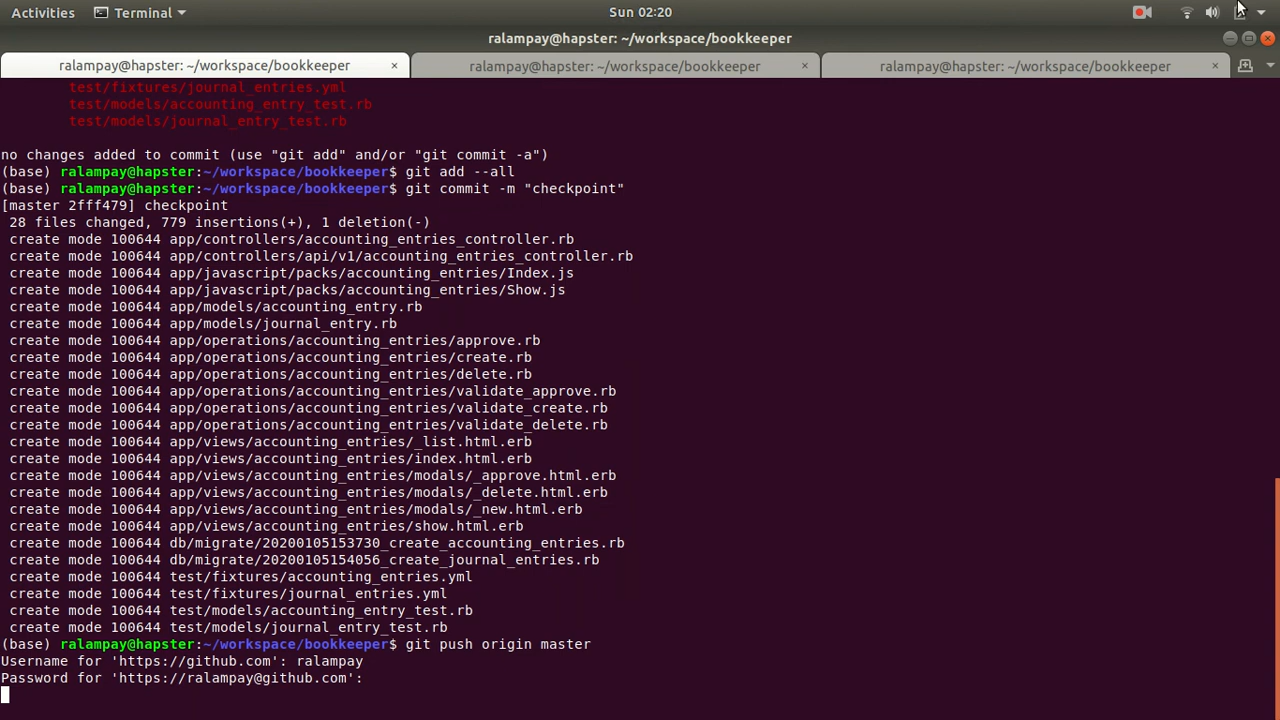 Activities Terminal Sun 02:20
ralampay@hapster: ~/workspace/bookkeeper
ralampay@hapster: ~/workspace/bookkeeper × ralampay@hapster: ~/workspace/bookkeeper × ralampay@hapster: ~/workspace/bookkeeper ×
test/fixtures/journal_entries.yml
test/models/accounting_entry_test.rb
test/models/journal_entry_test.rb
no changes added to commit (use "git add" and/or "git commit -a")
(base) ralampay@hapster:~/workspace/bookkeeper$ git add --all
(base) ralampay@hapster:~/workspace/bookkeeper$ git commit -m "checkpoint"
[master 2fff479] checkpoint
28 files changed, 779 insertions(+), 1 deletion(-)
create mode 100644 app/controllers/accounting_entries_controller.rb
create mode 100644 app/controllers/api/v1/accounting_entries_controller.rb
create mode 100644 app/javascript/packs/accounting_entries/Index.js
create mode 100644 app/javascript/packs/accounting_entries/Show.js
create mode 100644 app/models/accounting_entry.rb
create mode 100644 app/models/journal_entry.rb
create mode 100644 app/operations/accounting_entries/approve.rb
create mode 100644 app/operations/accounting_entries/create.rb
create mode 100644 app/operations/accounting_entries/delete.rb
create mode 100644 app/operations/accounting_entries/validate_approve.rb
create mode 100644 app/operations/accounting_entries/validate_create.rb
create mode 100644 app/operations/accounting_entries/validate_delete.rb
create mode 100644 app/views/accounting_entries/_list.html.erb
create mode 100644 app/views/accounting_entries/index.html.erb
create mode 100644 app/views/accounting_entries/modals/_approve.html.erb
create mode 100644 app/views/accounting_entries/modals/_delete.html.erb
create mode 100644 app/views/accounting_entries/modals/_new.html.erb
create mode 100644 app/views/accounting_entries/show.html.erb
create mode 100644 db/migrate/20200105153730_create_accounting_entries.rb
create mode 100644 db/migrate/20200105154056_create_journal_entries.rb
create mode 100644 test/fixtures/accounting_entries.yml
create mode 100644 test/fixtures/journal_entries.yml
create mode 100644 test/models/accounting_entry_test.rb
create mode 100644 test/models/journal_entry_test.rb
(base) ralampay@hapster:~/workspace/bookkeeper$ git push origin master
Username for 'https://github.com': ralampay
Password for 'https://ralampay@github.com':